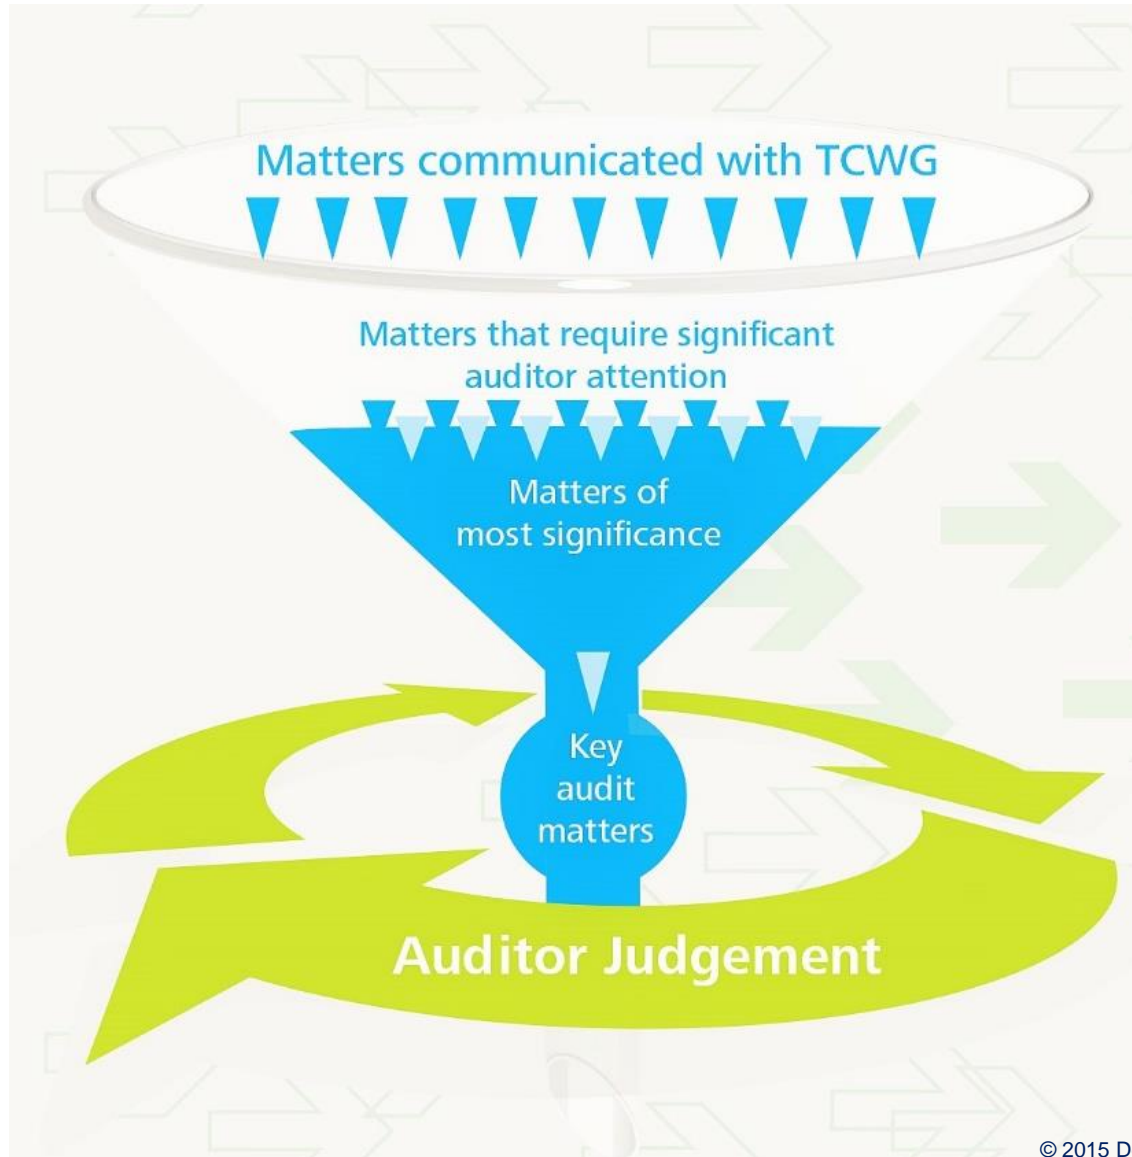 Matters communicated with TCWG
Matters that require significant
auditor attention
Matters of
most significance
Key
audit
matters
Auditor Judgement
© 2015 D